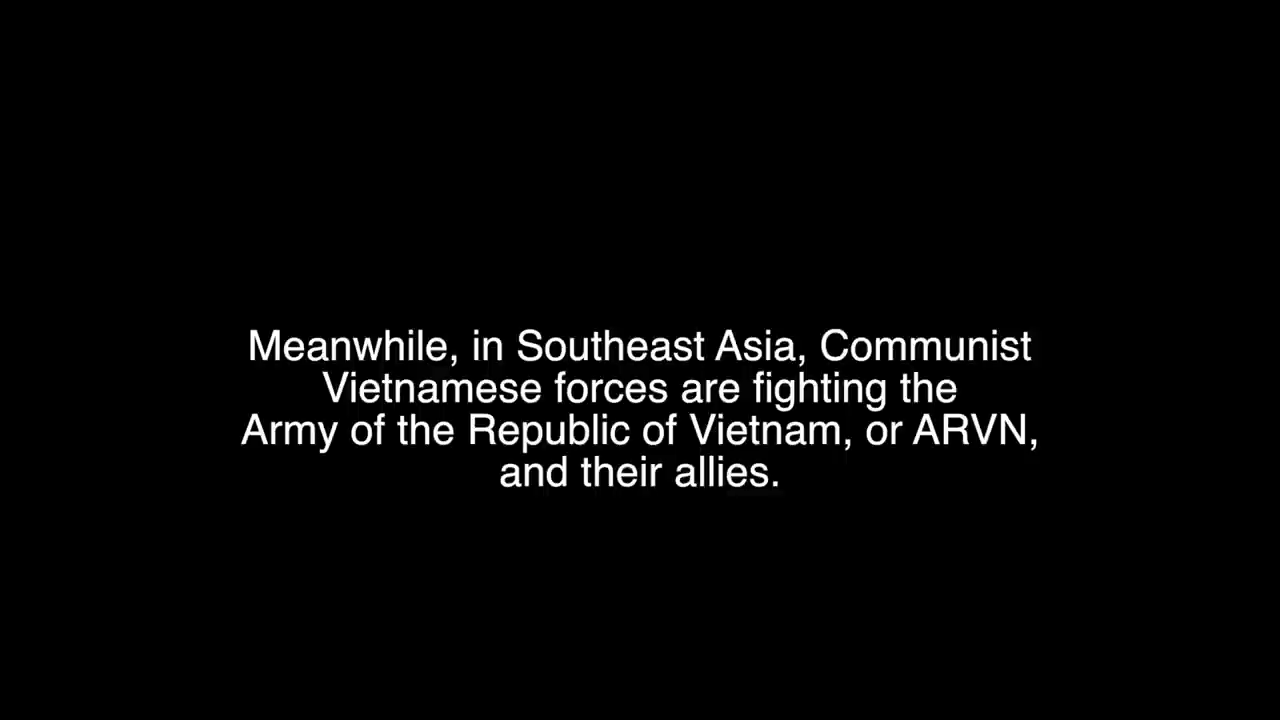 Meanwhile, in Southeast Asia, Communist
Vietnamese forces are fighting the
Army of the Republic of Vietnam, or ARVN,
and their allies.